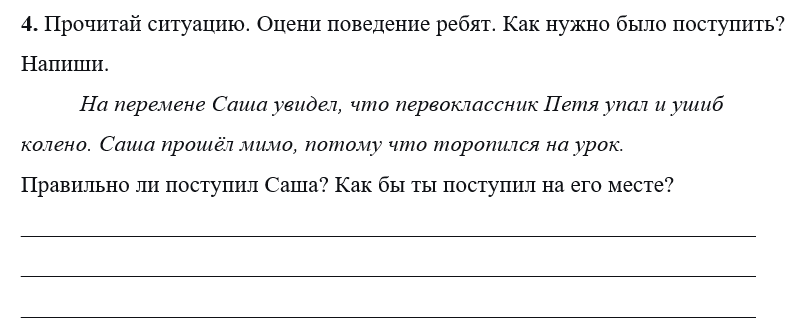 4. Прочитай ситуацию. Оцени поведение ребят. Как нужно было поступить?
Напиши.
На перемене Саша увидел, что первоклассник Петя упал и ушиб
колено. Саша прошёл мимо, потому что торопился на урок.
Правильно ли поступил Саша? Как бы ты поступил на его месте?